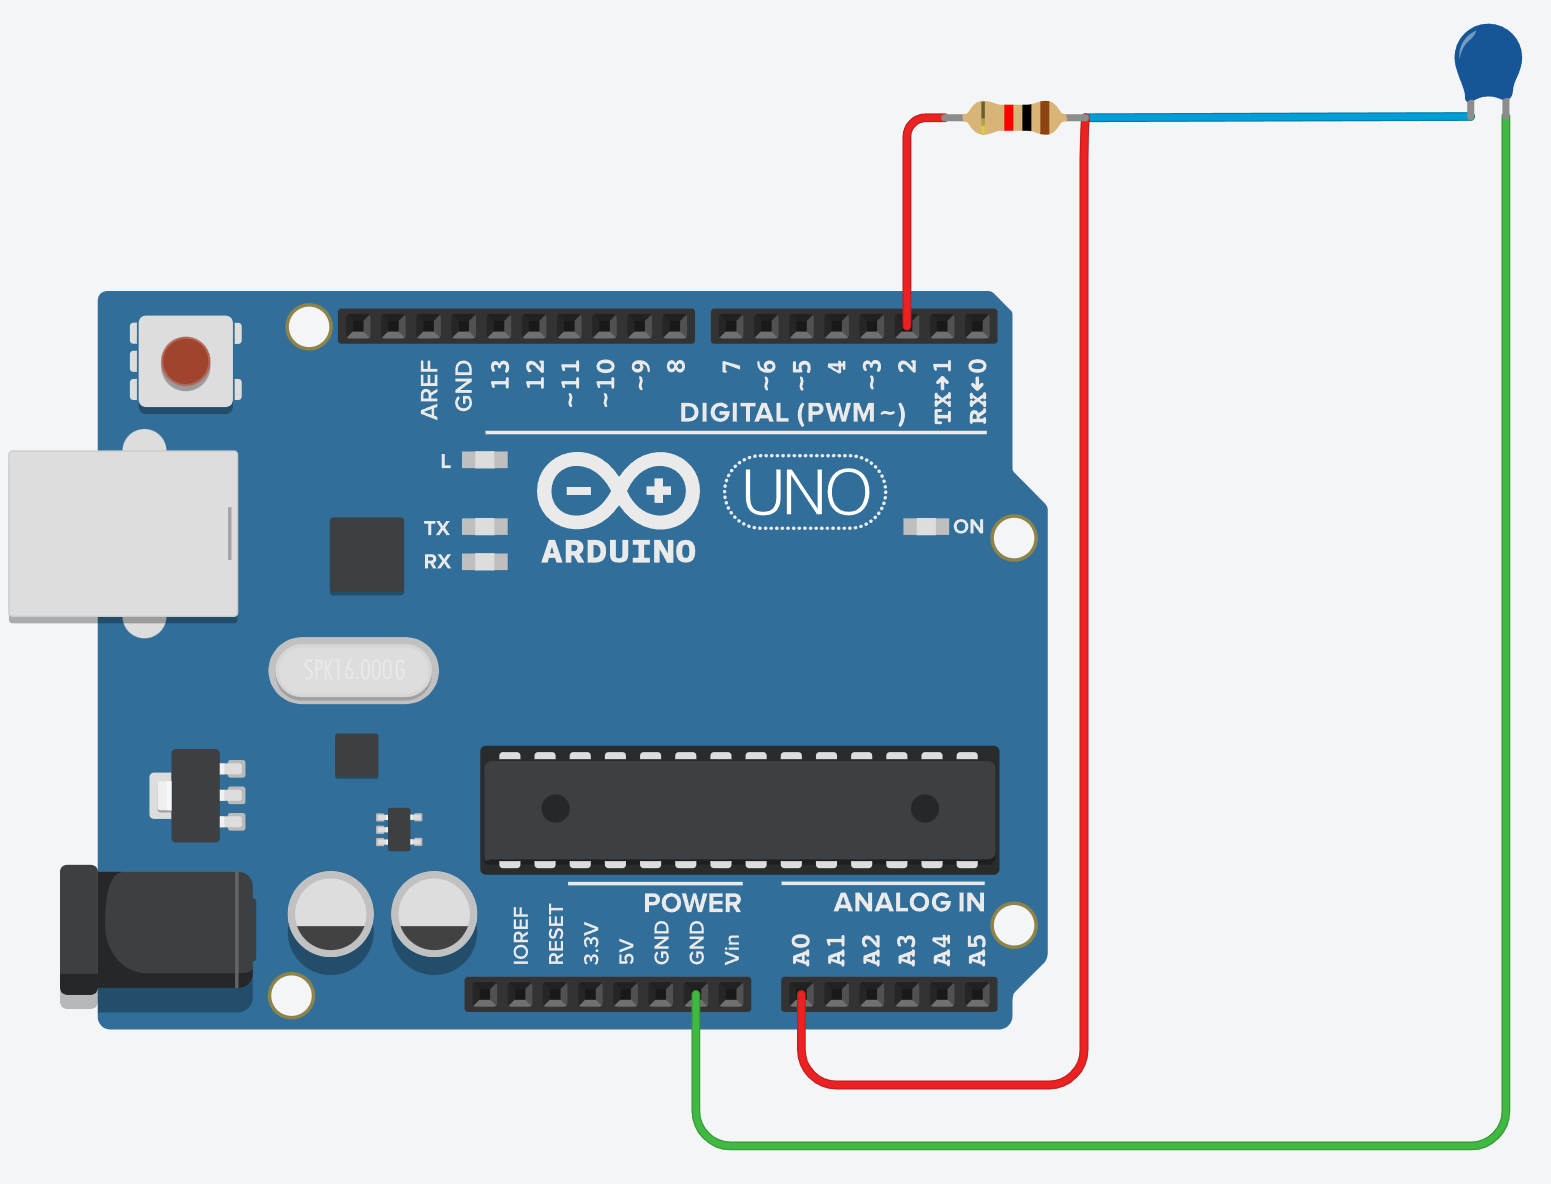 AREF
GND
13
12
~11
~10
~9
8
7
~6
~5
4
~3
2
TX→1
RX←0
DIGITAL (PWM~)
L
TX
RX
ARDUINO
UNO
ON
SPK16.000G
POWER
ANALOG IN
IOREF
RESET
3.3V
5V
GND
GND
Vin
A0
A1
A2
A3
A4
A5